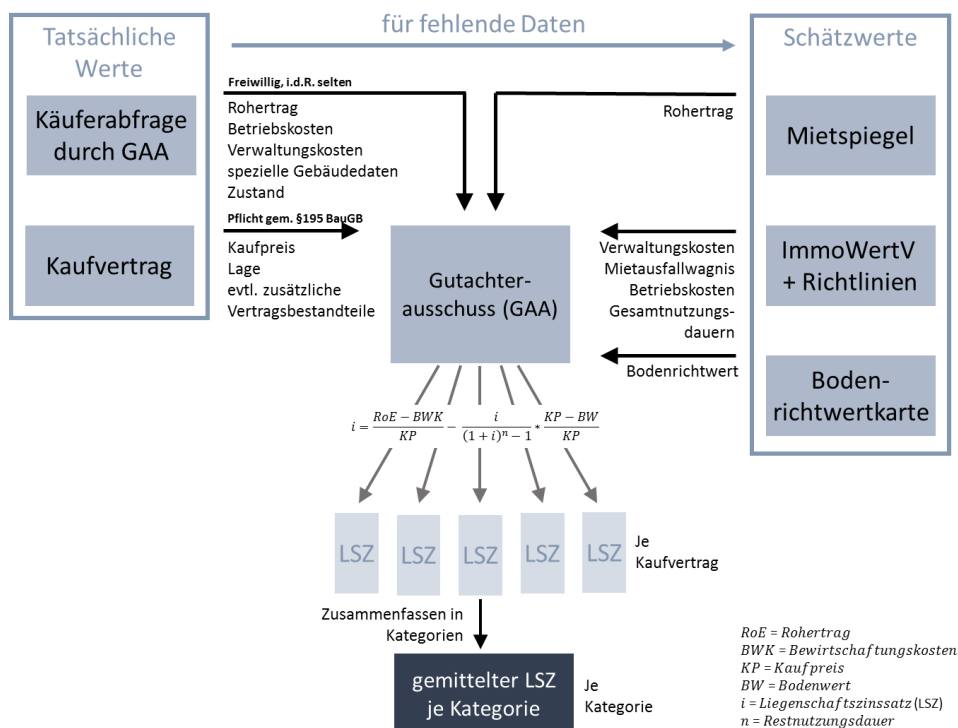 Tatsächliche
Werte
für fehlende Daten
Schätzwerte
Käuferabfrage
durch GAA
Kaufvertrag
Freiwillig, i.d.R. selten
Rohertrag
Betriebskosten
Verwaltungskosten
spezielle Gebäudedaten
Zustand
Pflicht gem. §195 BauGB
Kaufpreis
Lage
evtl. zusätzliche
Vertragsbestandteile
Gutachter-
ausschuss (GAA)
Rohertrag
Verwaltungskosten
Mietausfallwagnis
Betriebskosten
Gesamtnutzungs-
dauern
Bodenrichtwert
Mietspiegel
ImmoWertV
+ Richtlinien
Boden-
richtwertkarte
i = \frac{RoE − BWK}{KP} − \frac{i}{(1 + i)^n − 1} * \frac{KP − BW}{KP}
LSZ LSZ LSZ LSZ LSZ
Je
Kaufvertrag
Zusammenfassen in
Kategorien
gemittelter LSZ
je Kategorie
Je
Kategorie
RoE = Rohertrag
BWK = Bewirtschaftungskosten
KP = Kaufpreis
BW = Bodenwert
i = Liegenschaftszinssatz (LSZ)
n = Restnutzungsdauer